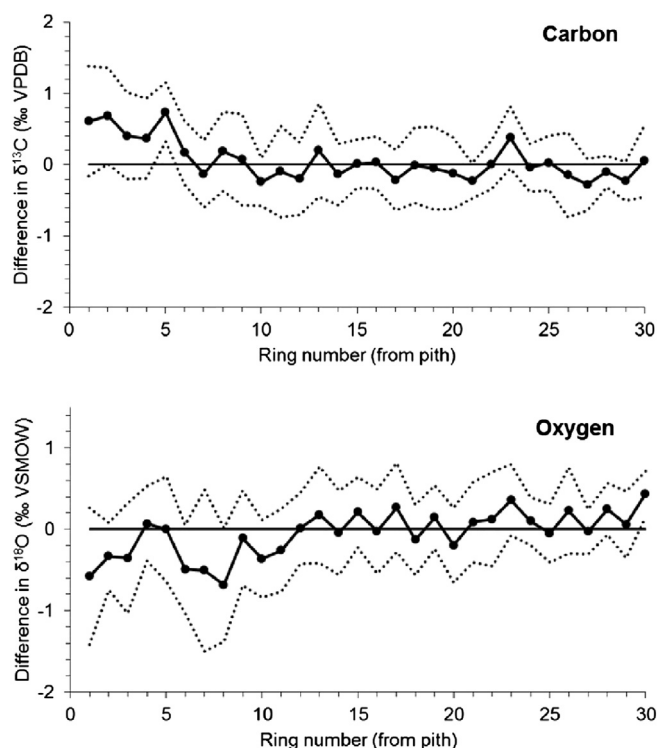 Carbon
Difference in δ¹³C (‰ VPDB)
2
1
0
-1
-2
0 5 10 15 20 25 30
Ring number (from pith)
Oxygen
Difference in δ¹⁸O (‰ VSMOW)
1
0
-1
-2
0 5 10 15 20 25 30
Ring number (from pith)